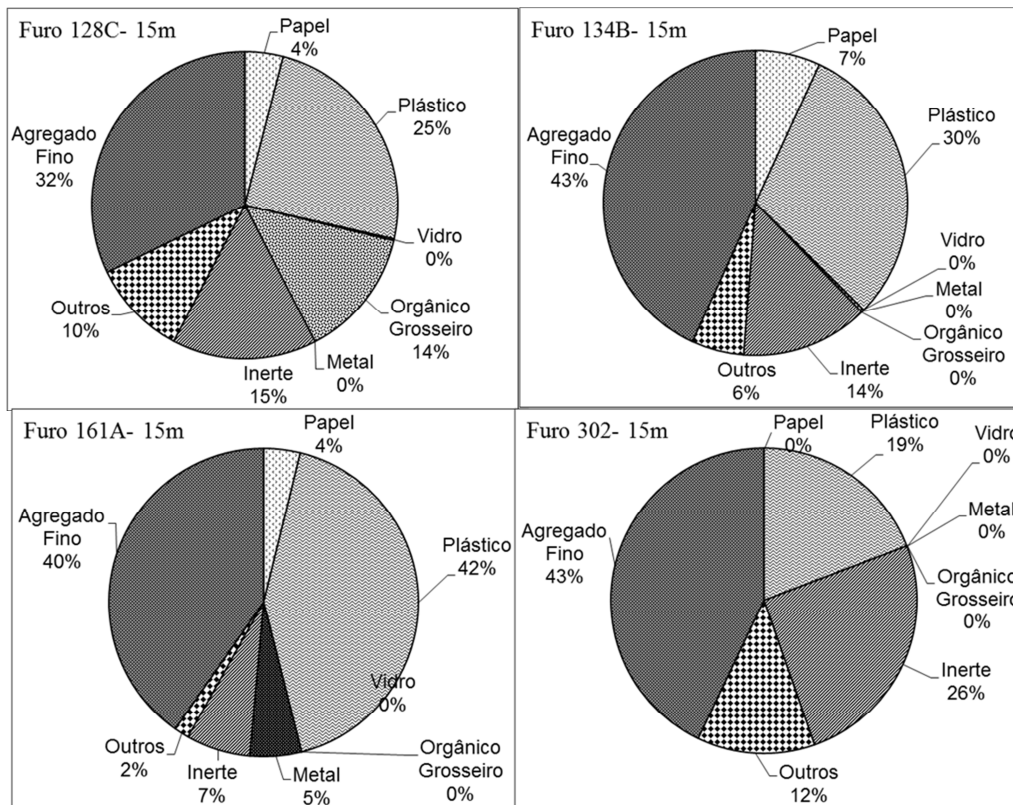 Furo 128C- 15m
Papel
4%
Plástico
25%
Vidro
0%
Orgânico
Grosseiro
14%
Metal
0%
Inerte
15%
Outros
10%
Agregado
Fino
32%
Furo 134B- 15m
Papel
7%
Plástico
30%
Vidro
0%
Metal
0%
Orgânico
Grosseiro
0%
Inerte
14%
Outros
6%
Agregado
Fino
43%
Furo 161A- 15m
Papel
4%
Plástico
42%
Vidro
0%
Orgânico
Grosseiro
0%
Metal
5%
Inerte
7%
Outros
2%
Agregado
Fino
40%
Furo 302- 15m
Papel
0%
Plástico
19%
Vidro
0%
Metal
0%
Orgânico
Grosseiro
0%
Inerte
26%
Outros
12%
Agregado
Fino
43%